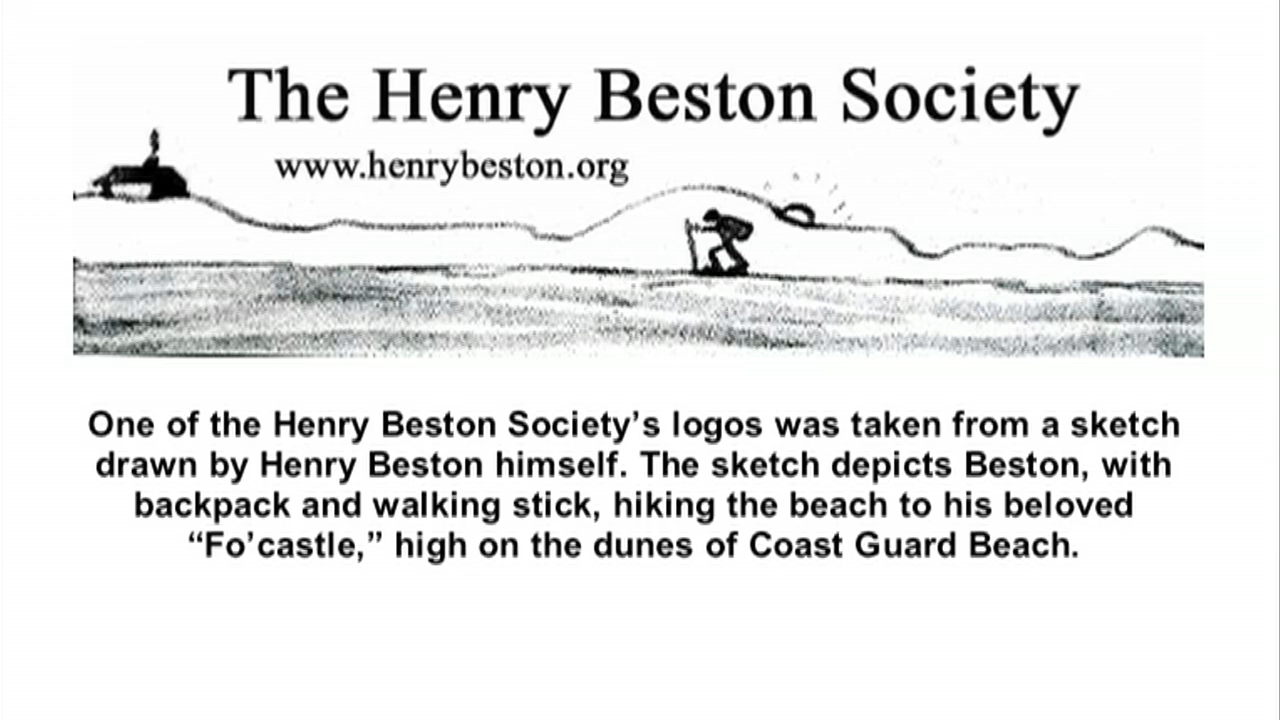 The Henry Beston Society
www.henrybeston.org
One of the Henry Beston Society’s logos was taken from a sketch
drawn by Henry Beston himself. The sketch depicts Beston, with
backpack and walking stick, hiking the beach to his beloved
“Fo’castle,” high on the dunes of Coast Guard Beach.